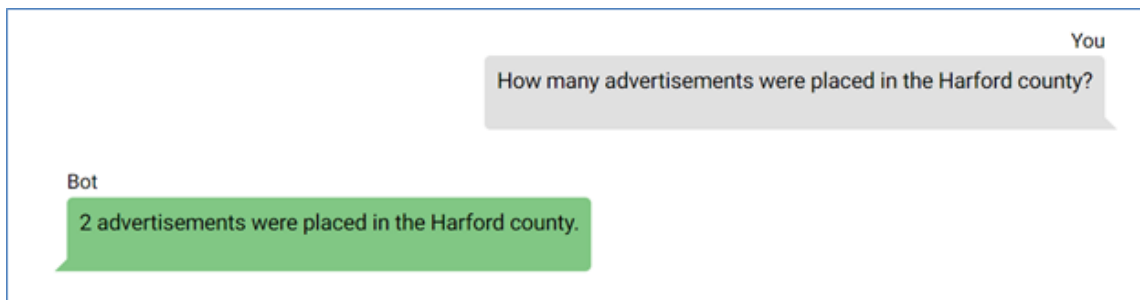 You
How many advertisements were placed in the Harford county?
Bot
2 advertisements were placed in the Harford county.